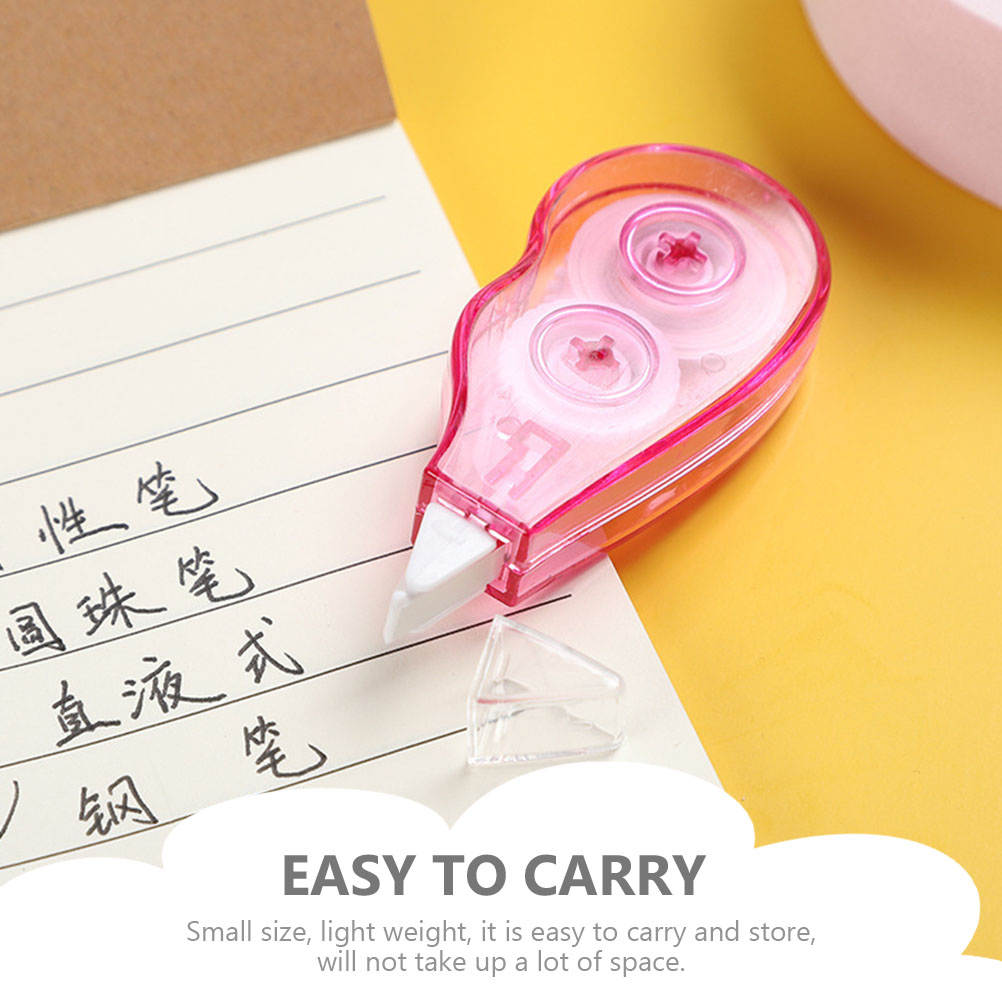 性笔
圆珠笔
直液式
钢笔
EASY TO CARRY
Small size, light weight, it is easy to carry and store,
will not take up a lot of space.